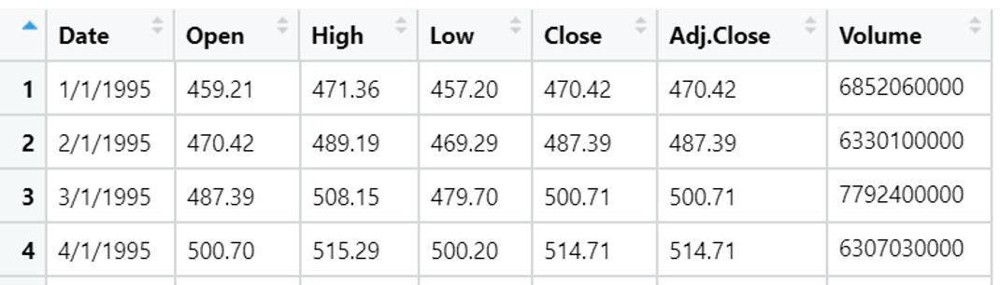 Date Open High Low Close Adj.Close Volume
1 1/1/1995 459.21 471.36 457.20 470.42 470.42 6852060000
2 2/1/1995 470.42 489.19 469.29 487.39 487.39 6330100000
3 3/1/1995 487.39 508.15 479.70 500.71 500.71 7792400000
4 4/1/1995 500.70 515.29 500.20 514.71 514.71 6307030000